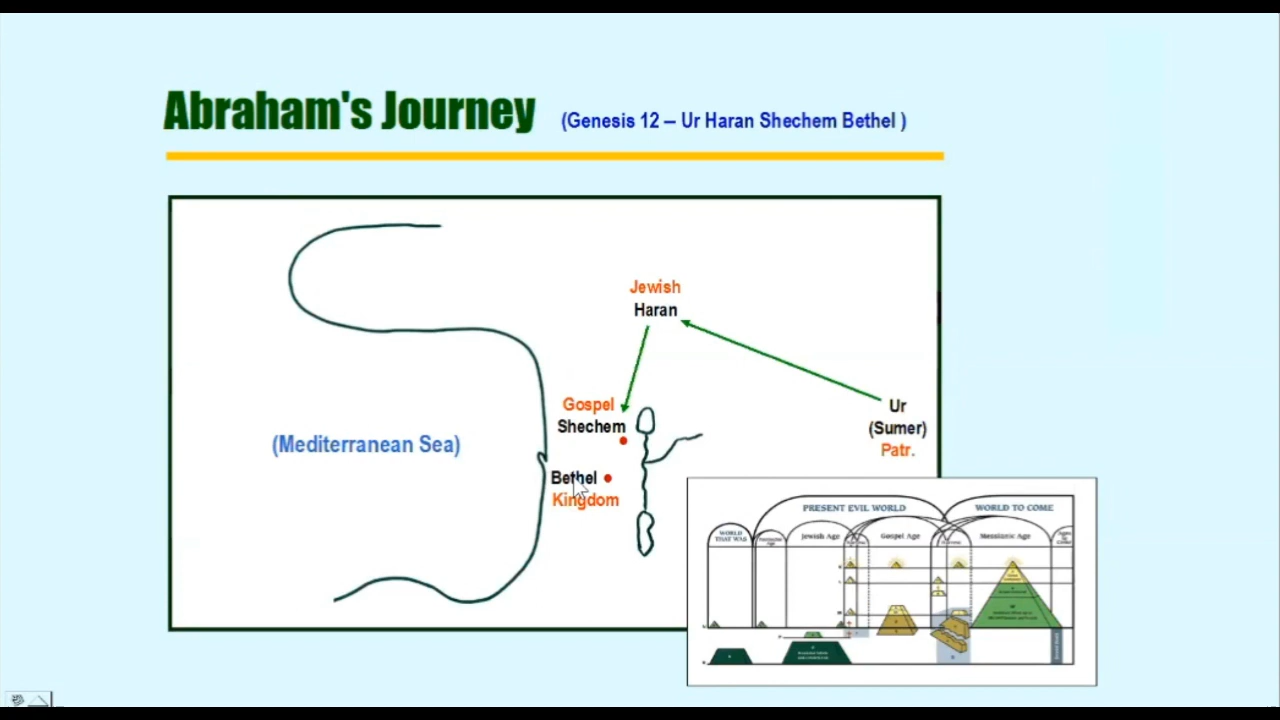 Abraham's Journey (Genesis 12 – Ur Haran Shechem Bethel )
Jewish
Haran
Gospel
Shechem
Ur
(Sumer)
Patr.
(Mediterranean Sea)
Bethel
Kingdom
PRESENT EVIL WORLD
WORLD TO COME
WORLD
THAT WAS
Jewish Age
Gospel Age
Messianic Age